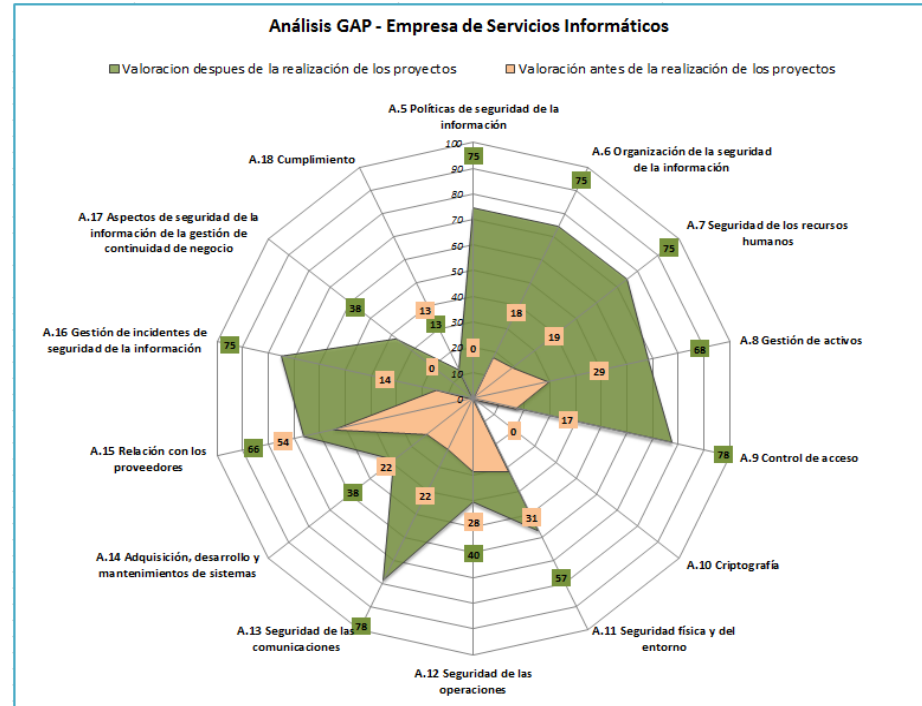 Análisis GAP - Empresa de Servicios Informáticos
Valoracion despues de la realización de los proyectos
Valoración antes de la realización de los proyectos
A.5 Políticas de seguridad de la
información
A.18 Cumplimiento
A.6 Organización de la seguridad
de la información
A.17 Aspectos de seguridad de la
información de la gestión de
continuidad de negocio
A.7 Seguridad de los recursos
humanos
A.16 Gestión de incidentes de
seguridad de la información
A.8 Gestión de activos
A.15 Relación con los
proveedores
A.9 Control de acceso
A.14 Adquisición, desarrollo y
mantenimientos de sistemas
A.10 Criptografía
A.13 Seguridad de las
comunicaciones
A.11 Seguridad física y del
entorno
A.12 Seguridad de las
operaciones
100
90
80
70
60
50
40
30
20
10
0
75
75
75
68
78
0
57
40
78
38
66
75
38
13
0
18
19
29
17
31
28
22
22
54
14
0
13